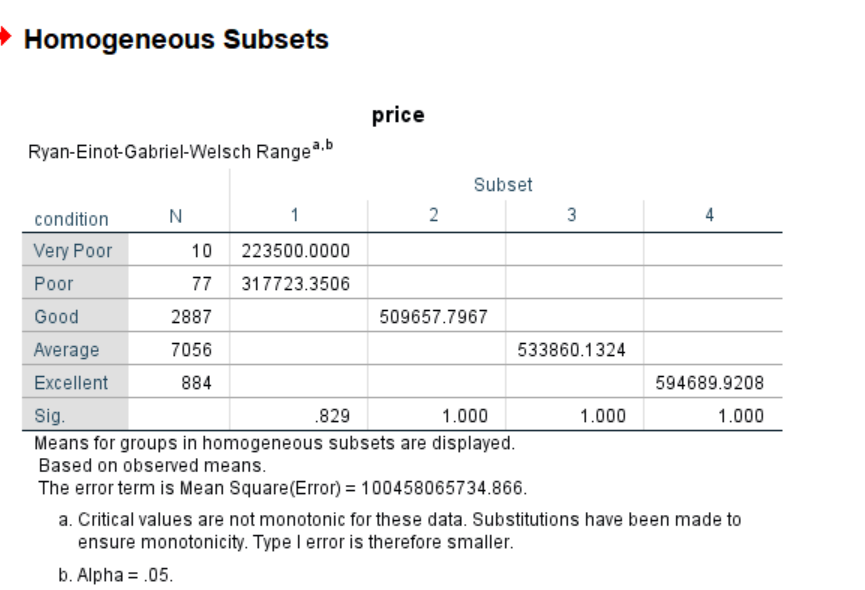 Homogeneous Subsets
price
Ryan-Einot-Gabriel-Welsch Range a,b
Subset
condition N 1 2 3 4
Very Poor 10 223500.0000
Poor 77 317723.3506
Good 2887 509657.7967
Average 7056 533860.1324
Excellent 884 594689.9208
Sig. .829 1.000 1.000 1.000
Means for groups in homogeneous subsets are displayed.
Based on observed means.
The error term is Mean Square(Error) = 100458065734.866.
a. Critical values are not monotonic for these data. Substitutions have been made to
ensure monotonicity. Type I error is therefore smaller.
b. Alpha = .05.